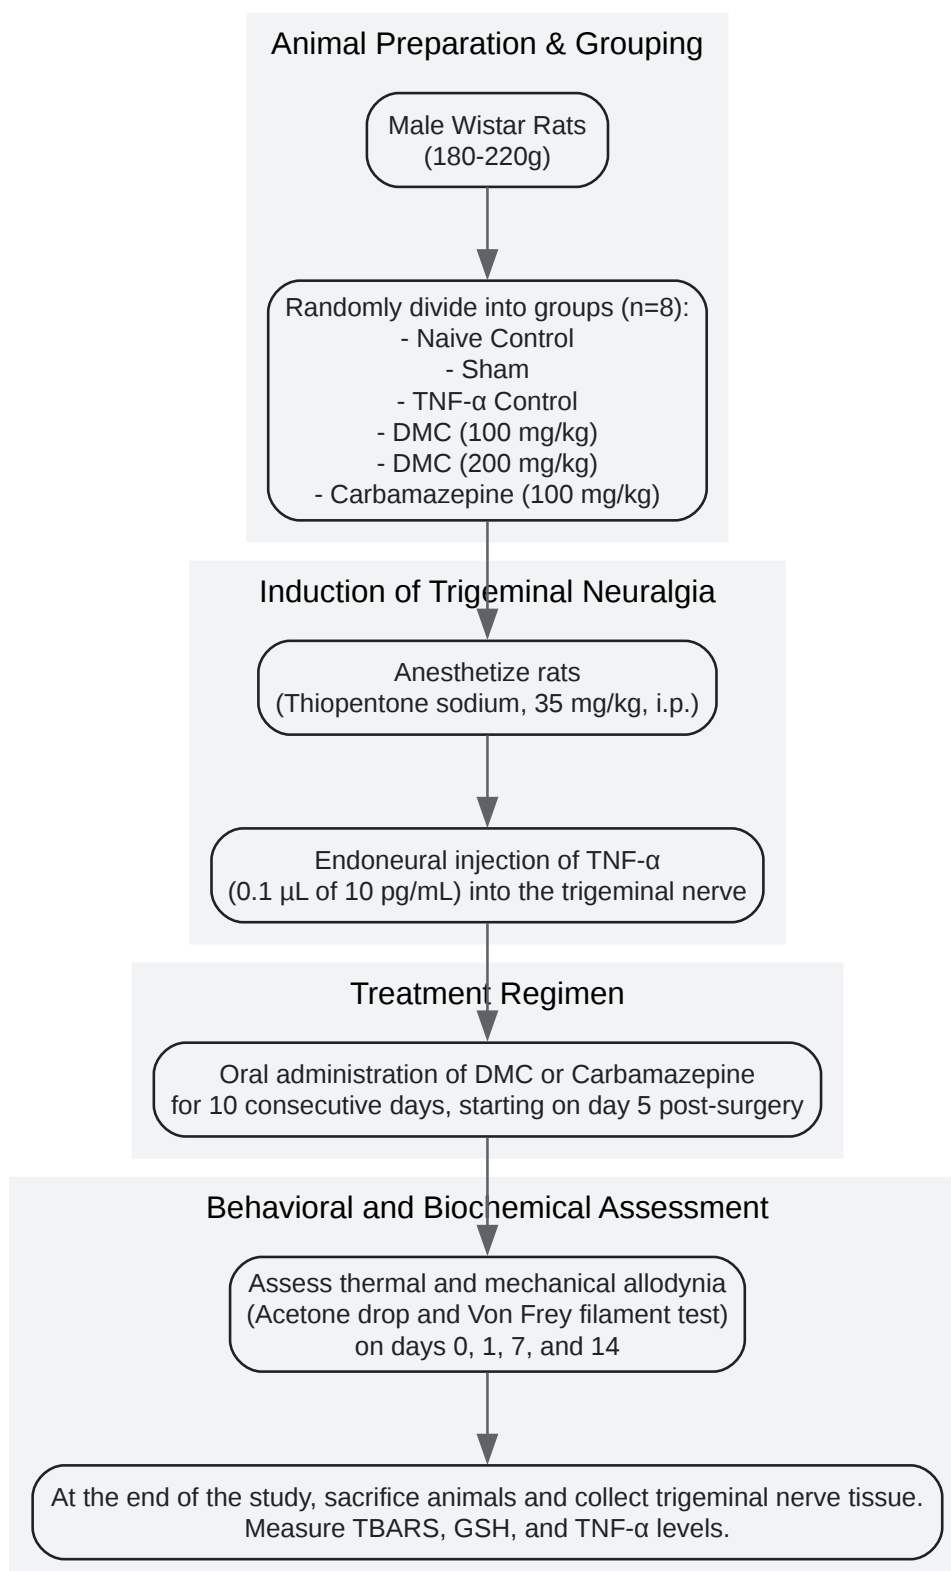 Animal Preparation & Grouping
Male Wistar Rats
(180-220g)
Randomly divide into groups (n=8):
- Naive Control
- Sham
- TNF-α Control
- DMC (100 mg/kg)
- DMC (200 mg/kg)
- Carbamazepine (100 mg/kg)
Induction of Trigeminal Neuralgia
Anesthetize rats
(Thiopentone sodium, 35 mg/kg, i.p.)
Endoneural injection of TNF-α
(0.1 µL of 10 pg/mL) into the trigeminal nerve
Treatment Regimen
Oral administration of DMC or Carbamazepine
for 10 consecutive days, starting on day 5 post-surgery
Behavioral and Biochemical Assessment
Assess thermal and mechanical allodynia
(Acetone drop and Von Frey filament test)
on days 0, 1, 7, and 14
At the end of the study, sacrifice animals and collect trigeminal nerve tissue.
Measure TBARS, GSH, and TNF-α levels.